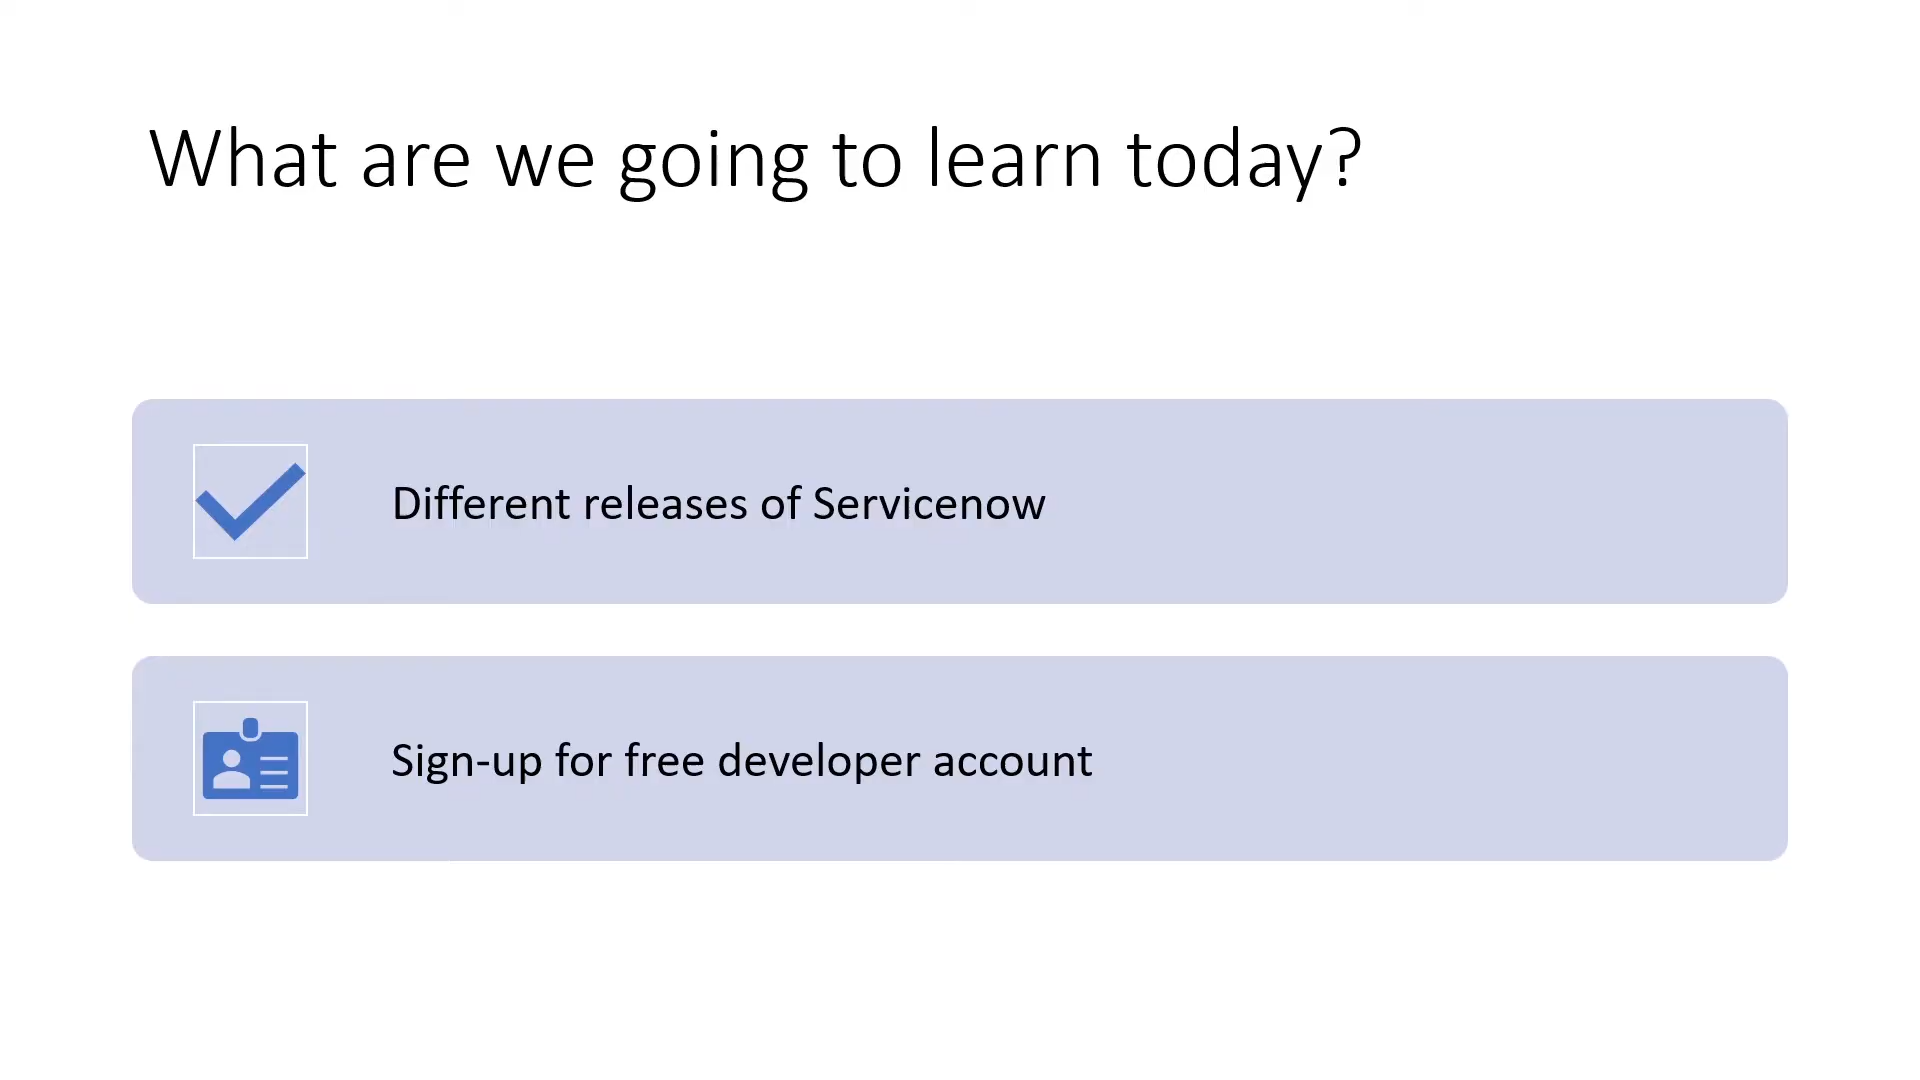 What are we going to learn today?
Different releases of Servicenow
Sign-up for free developer account